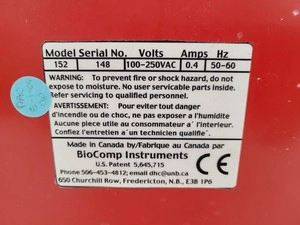 Model Serial No. Volts Amps Hz
152 148 100-250VAC 0.4 50-60
WARNING: To prevent fire or shock hazard, do not
expose to moisture. No user servicable parts inside.
Tefer servicing to qualified personnel.
AVERTISSEMENT: Pour eviter tout danger
d'incendie ou de choc, ne pas exposer a l'humidite
Aucune piece utile au consommateur a' l'interieur.
Confiez l'entretien a'un technicien qualifie´.
Made in Canada by/Fabrique au Canada par
BioComp Instruments
U.S. Patent 5,645,715
Phone 506-453-4812; email dhc@unb.ca
650 Churchill Row, Fredericton, N.B., E3B 1P6
CE